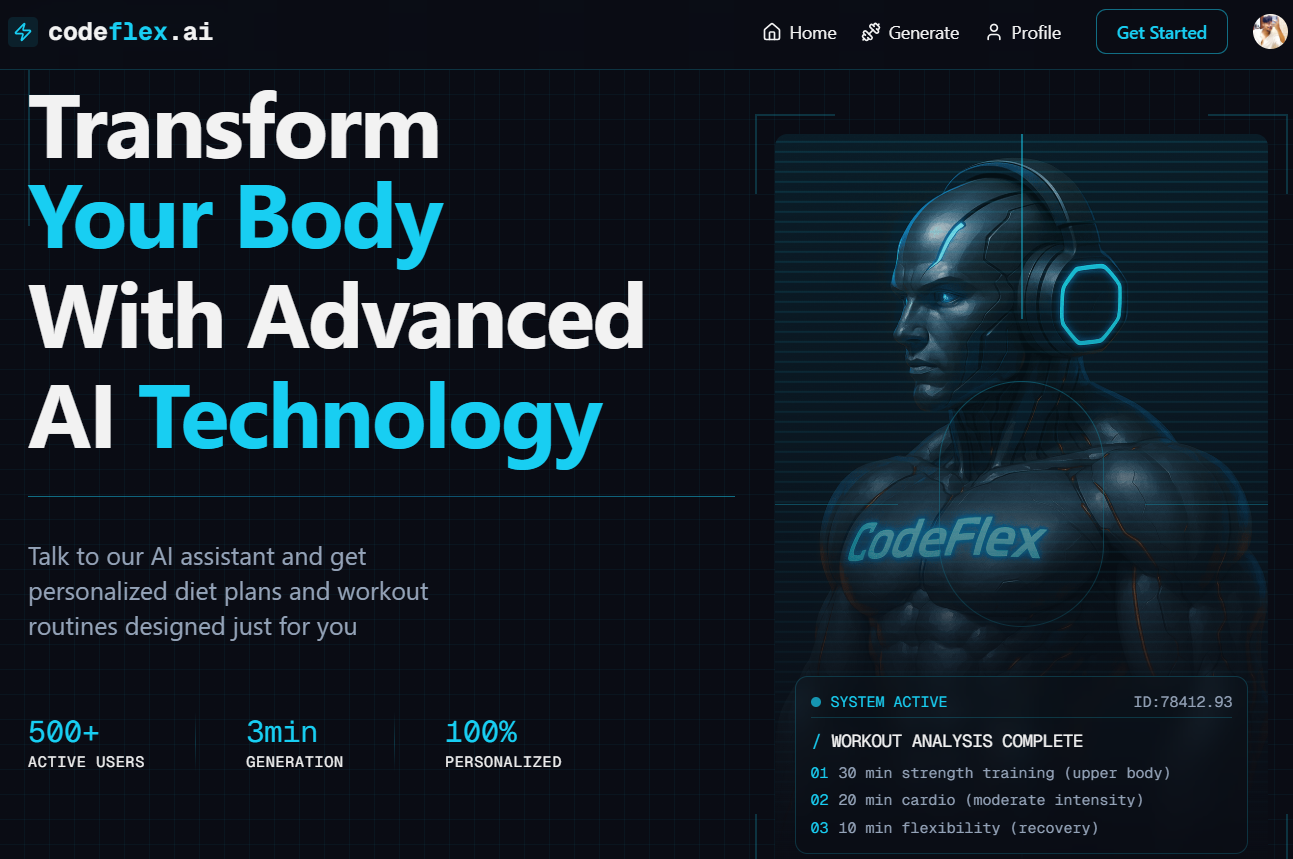 codeflex.ai
Home Generate Profile Get Started
Transform
Your Body
With Advanced
AI Technology
Talk to our AI assistant and get
personalized diet plans and workout
routines designed just for you
500+ 3min 100%
ACTIVE USERS GENERATION PERSONALIZED
CodeFlex
SYSTEM ACTIVE ID:78412.93
/ WORKOUT ANALYSIS COMPLETE
01 30 min strength training (upper body)
02 20 min cardio (moderate intensity)
03 10 min flexibility (recovery)